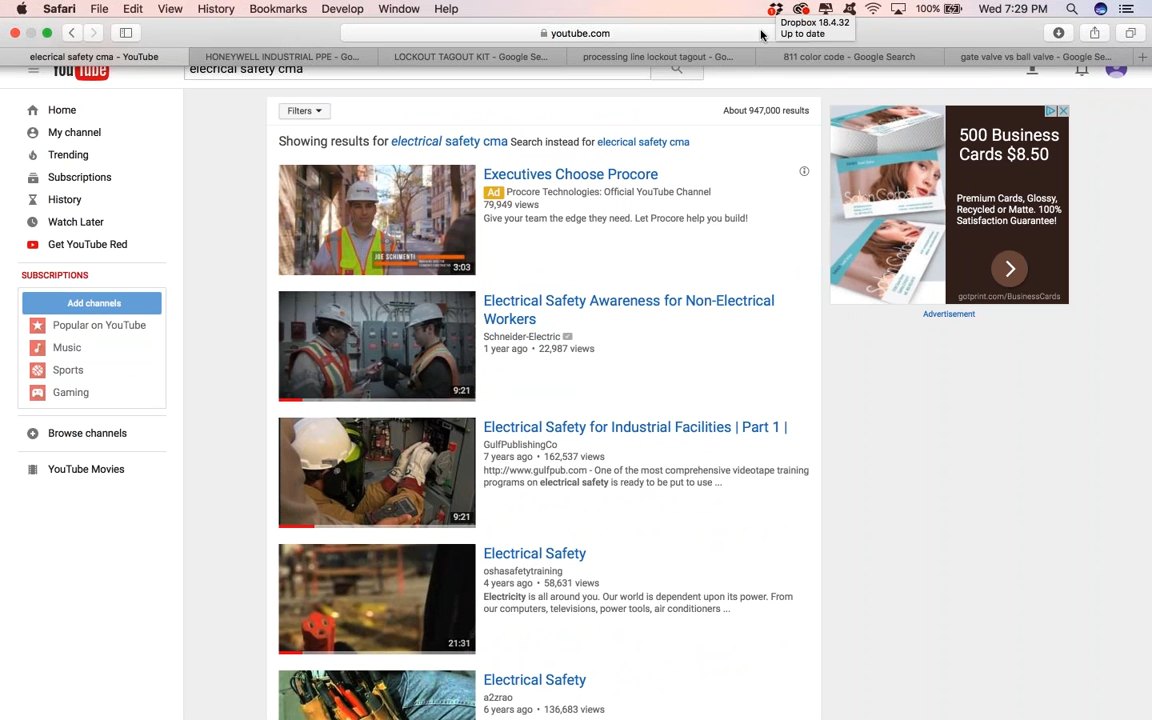 Safari File Edit View History Bookmarks Develop Window Help 100% Wed 7:29 PM
Dropbox 18.4.32
Up to date
youtube.com
elecrical safety cma - YouTube HONEYWELL INDUSTRIAL PPE - Go... LOCKOUT TAGOUT KIT - Google Se... processing line lockout tagout - Go... 811 color code - Google Search gate valve vs ball valve - Google Se...
YouTube elecrical safety cma
Home
My channel
Trending
Subscriptions
History
Watch Later
Get YouTube Red
SUBSCRIPTIONS
Add channels
Popular on YouTube
Music
Sports
Gaming
Browse channels
YouTube Movies
Filters About 947,000 results
Showing results for electrical safety cma Search instead for elecrical safety cma
JOE SCHIMENTI
3:03
Executives Choose Procore
Ad Procore Technologies: Official YouTube Channel
79,949 views
Give your team the edge they need. Let Procore help you build!
9:21
Electrical Safety Awareness for Non-Electrical
Workers
Schneider-Electric
1 year ago • 22,987 views
9:21
Electrical Safety for Industrial Facilities | Part 1 |
GulfPublishingCo
7 years ago • 162,537 views
http://www.gulfpub.com - One of the most comprehensive videotape training
programs on electrical safety is ready to be put to use ...
21:31
Electrical Safety
oshasafetytraining
4 years ago • 58,631 views
Electricity is all around you. Our world is dependent upon its power. From
our computers, televisions, power tools, air conditioners ...
Electrical Safety
a2zrao
6 years ago • 136,683 views
500 Business
Cards $8.50
Premium Cards, Glossy,
Recycled or Matte. 100%
Satisfaction Guarantee!
gotprint.com/BusinessCards
Advertisement